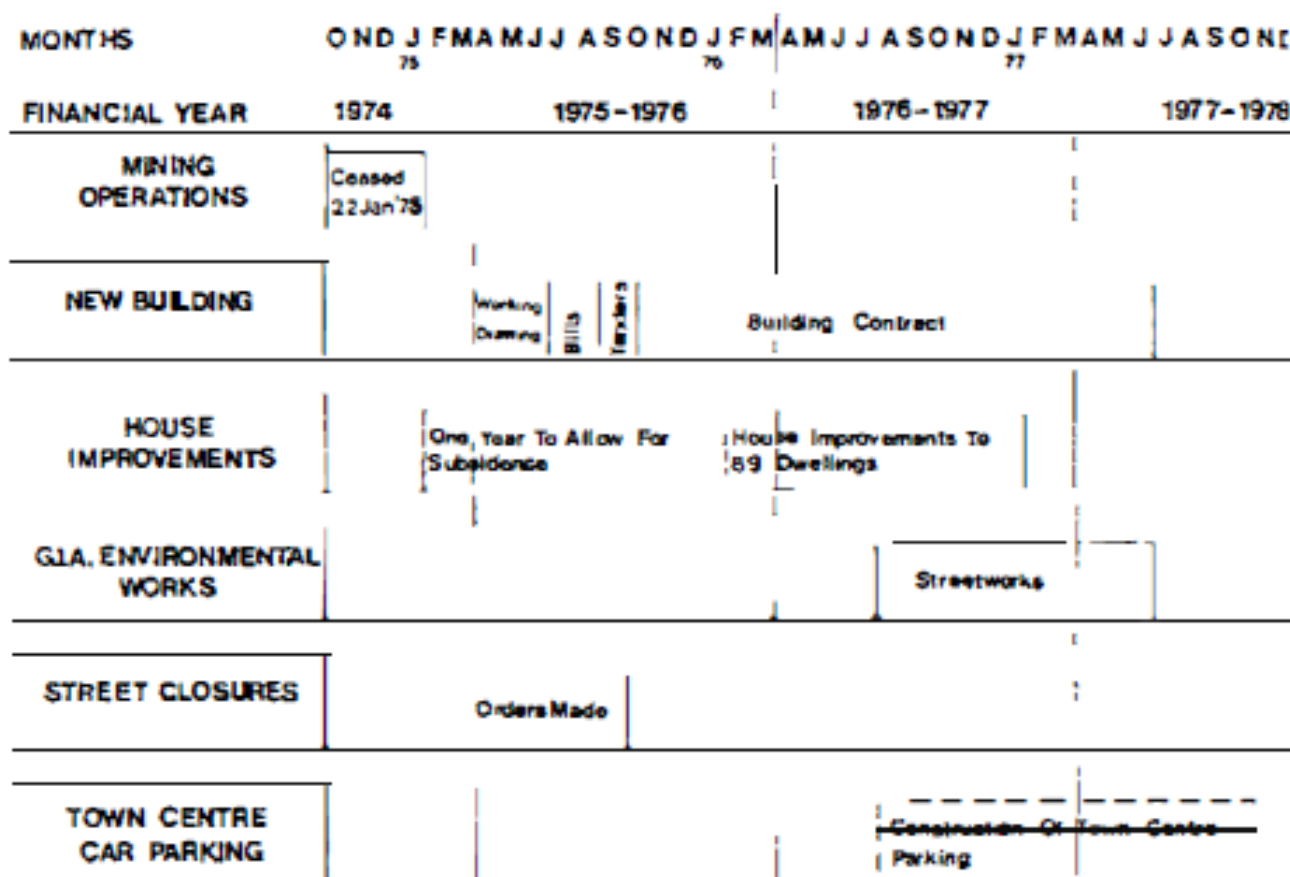 MONTHS O N D J F M A M J J A S O N D J F M A M J J A S O N D J F M A M J J A S O N D
75 76 77
FINANCIAL YEAR 1974 1975-1976 1976-1977 1977-1978
MINING
OPERATIONS
Ceased
22 Jan '75
NEW BUILDING
Working
Drawing
Bills
Tenders
Building Contract
HOUSE
IMPROVEMENTS
One Year To Allow For
Subsidence
House Improvements To
89 Dwellings
G.I.A. ENVIRONMENTAL
WORKS
Streetworks
STREET CLOSURES
Orders Made
TOWN CENTRE
CAR PARKING
Construction Of Town Centre
Parking